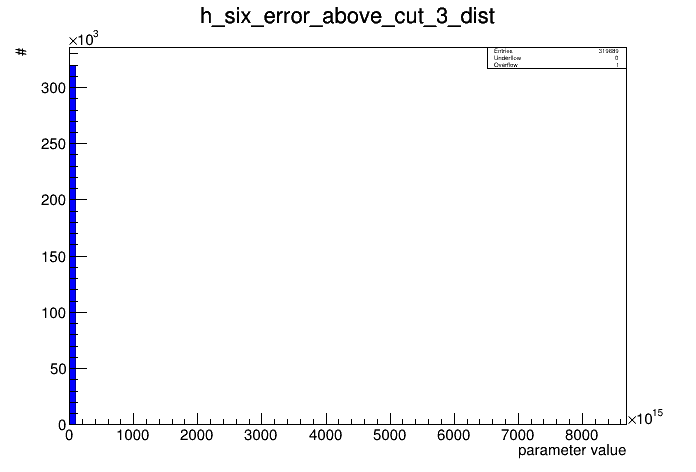 h_six_error_above_cut_3_dist
×10³
#
Entries 319689
Underflow 0
Overflow 1
300
250
200
150
100
50
0
0 1000 2000 3000 4000 5000 6000 7000 8000
×10¹⁵
parameter value